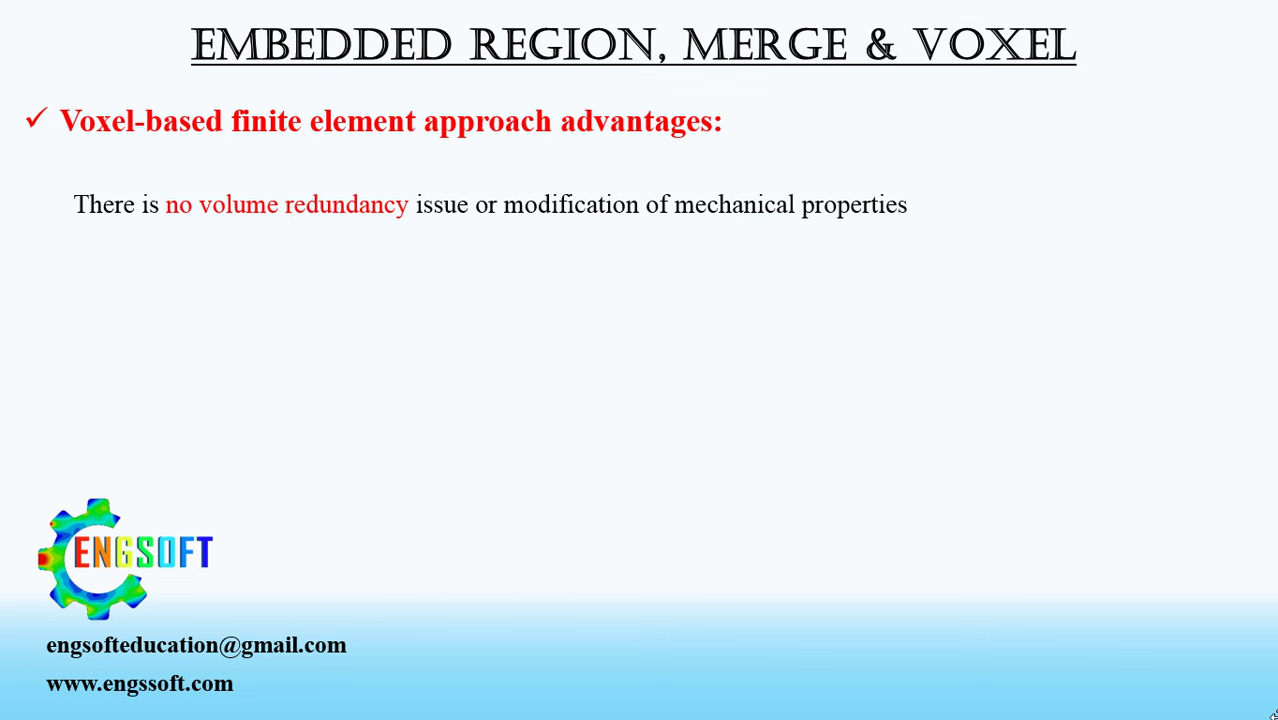 EMBEDDED REGION, MERGE & VOXEL
✓ Voxel-based finite element approach advantages:
There is no volume redundancy issue or modification of mechanical properties
ENGSOFT
engsofteducation@gmail.com
www.engssoft.com